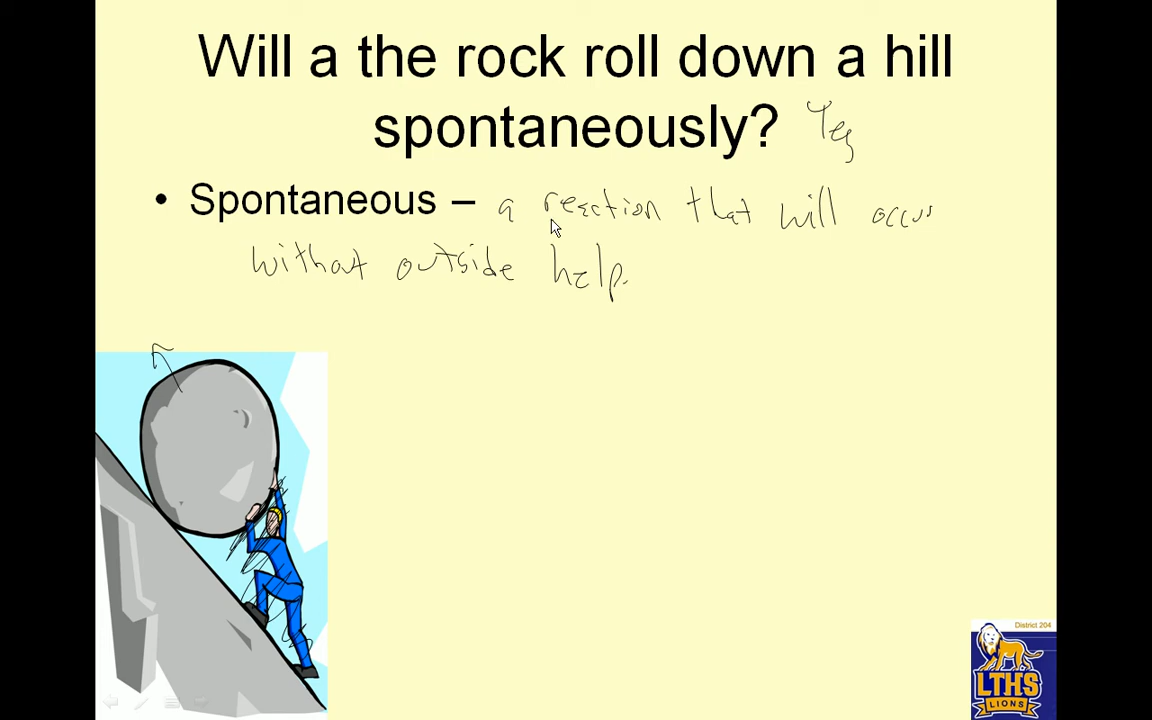 Will a the rock roll down a hill
spontaneously? Yes
• Spontaneous – a reaction that will occur
without outside help.
District 204
LTHS
LIONS